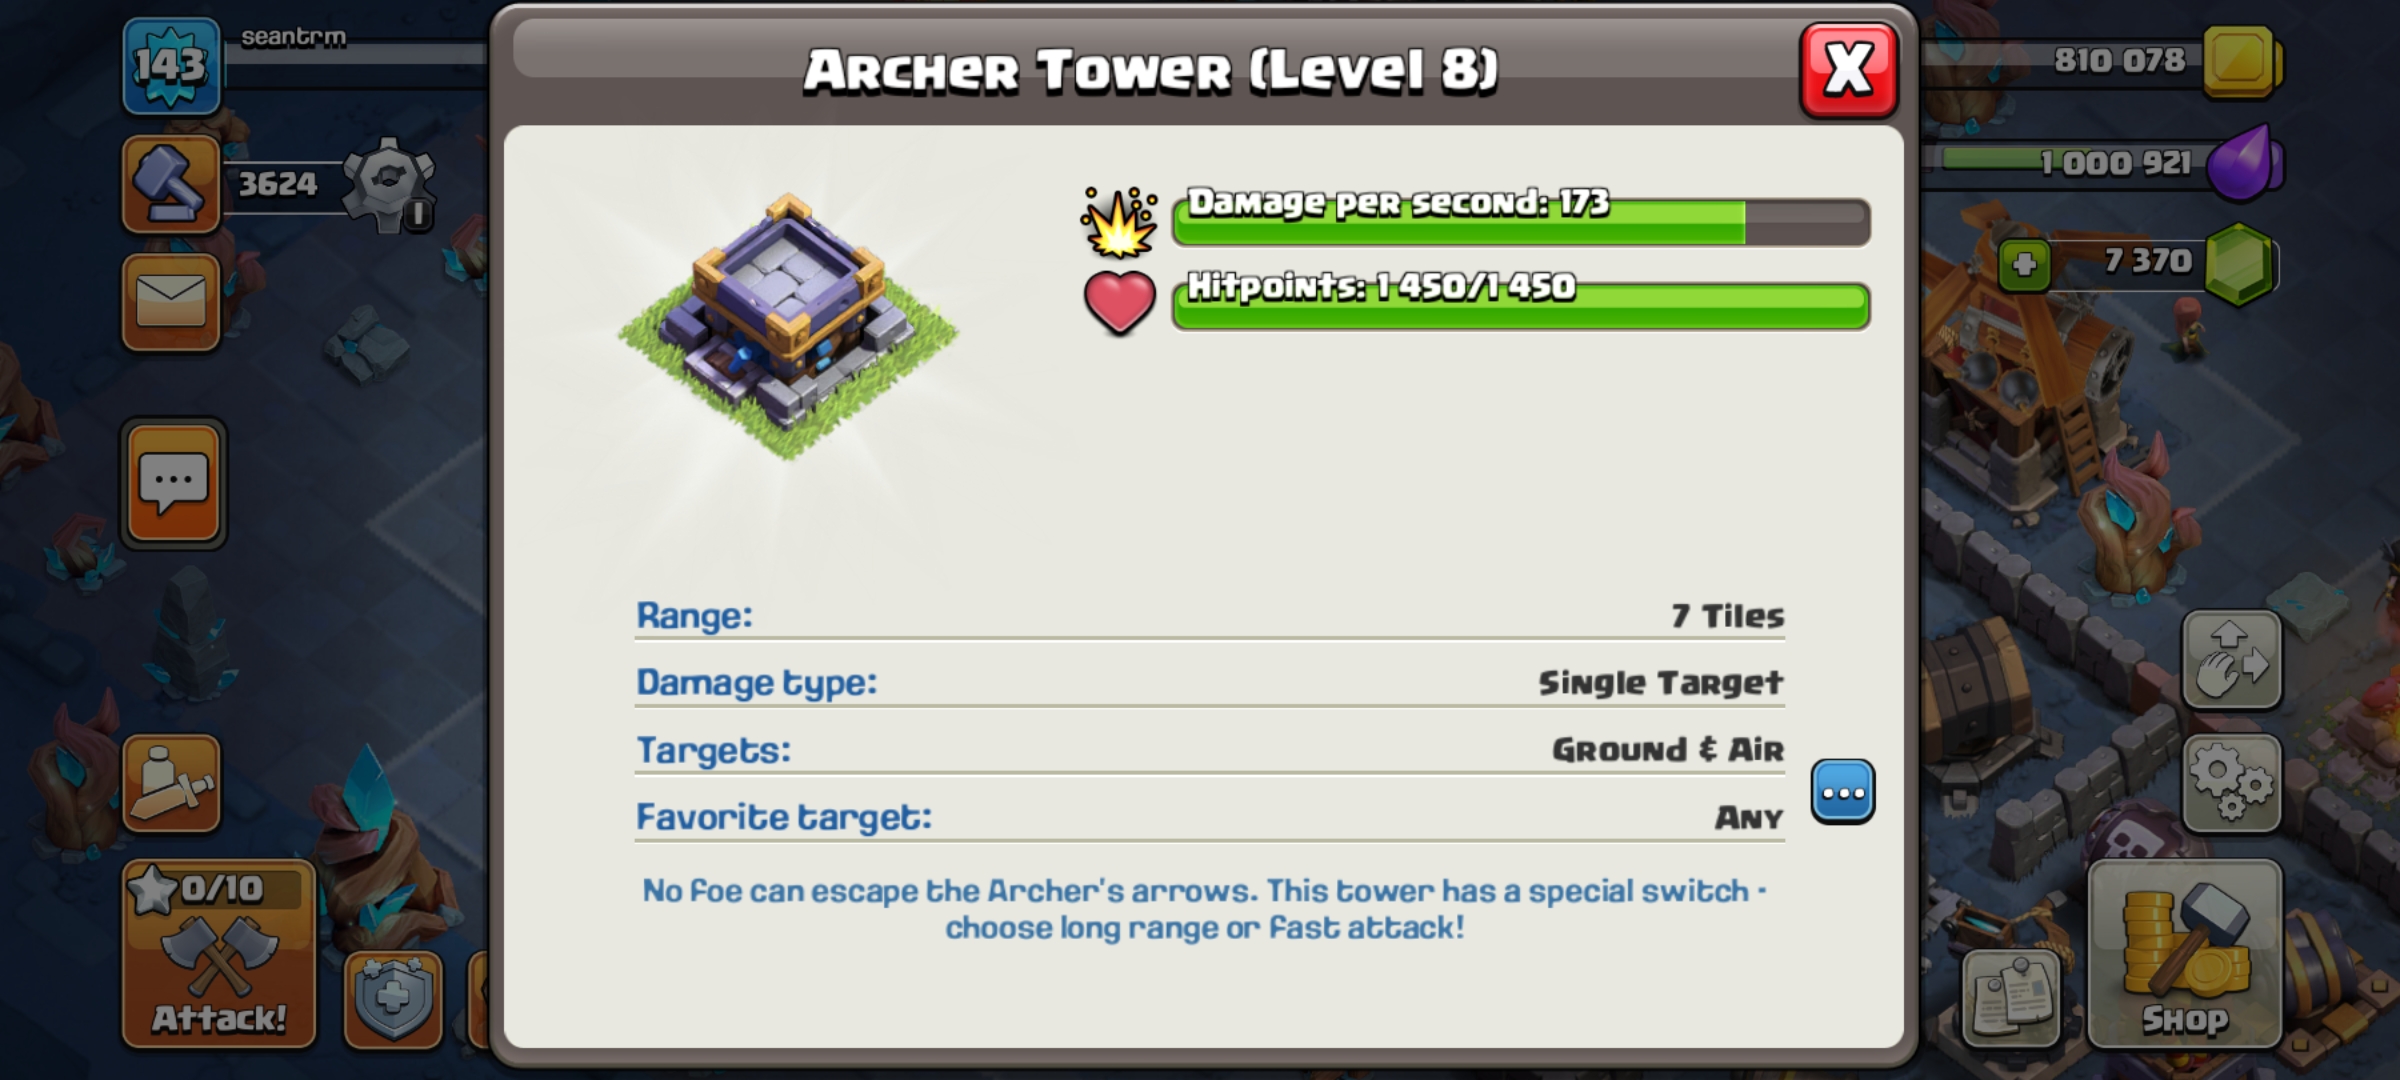 143
seantrm
3624
Archer Tower (Level 8)
X
810 078
1 000 921
7 370
Damage per second: 173
Hitpoints: 1 450/1 450
Range: 7 Tiles
Damage type: Single Target
Targets: Ground & Air
Favorite target: Any
No foe can escape the Archer's arrows. This tower has a special switch -
choose long range or fast attack!
0/10
Attack!
Shop